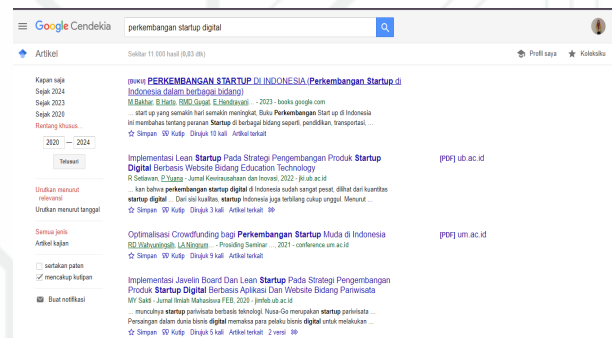 Google Cendekia
perkembangan startup digital
Artikel
Sekitar 11.000 hasil (0,03 dtk)
Profil saya
Koleksiku
Kapan saja
Sejak 2024
Sejak 2023
Sejak 2020
Rentang khusus...
2020 — 2024
Telusuri
Urutkan menurut relevansi
Urutkan menurut tanggal
Semua jenis
Artikel kajian
sertakan paten
mencakup kutipan
Buat notifikasi
[BUKU] PERKEMBANGAN STARTUP DI INDONESIA (Perkembangan Startup di
Indonesia dalam berbagai bidang)
M Bakhar, B Harto, RMD Gugat, E Hendrayani... - 2023 - books.google.com
... start up yang semakin hari semakin meningkat, Buku Perkembangan Start up di Indonesia
ini membahas tentang peranan Startup di berbagai bidang seperti, pendidikan, transportasi, ...
Simpan Kutip Dirujuk 10 kali Artikel terkait
Implementasi Lean Startup Pada Strategi Pengembangan Produk Startup
Digital Berbasis Website Bidang Education Technology
R Setiawan, P Yuana - Jurnal Kewirausahaan dan Inovasi, 2022 - jki.ub.ac.id
... kan bahwa perkembangan startup digital di Indonesia sudah sangat pesat, dilihat dari kuantitas
startup digital ... Dari sisi kualitas, startup Indonesia juga terbilang cukup unggul. Menurut ...
Simpan Kutip Dirujuk 3 kali Artikel terkait
[PDF] ub.ac.id
Optimalisasi Crowdfunding bagi Perkembangan Startup Muda di Indonesia
RD Wahyuningsih, LA Ningrum... - Prosiding Seminar ..., 2021 - conference.um.ac.id
Simpan Kutip Dirujuk 9 kali Artikel terkait
[PDF] um.ac.id
Implementasi Javelin Board Dan Lean Startup Pada Strategi Pengembangan
Produk Startup Digital Berbasis Aplikasi Dan Website Bidang Pariwisata
MY Sakti - Jurnal Ilmiah Mahasiswa FEB, 2020 - jimfeb.ub.ac.id
... munculnya startup pariwisata berbasis teknologi. Nusa-Go merupakan startup pariwisata ...
Persaingan dalam dunia bisnis digital memaksa para pelaku bisnis digital untuk melakukan ...
Simpan Kutip Dirujuk 5 kali Artikel terkait 2 versi